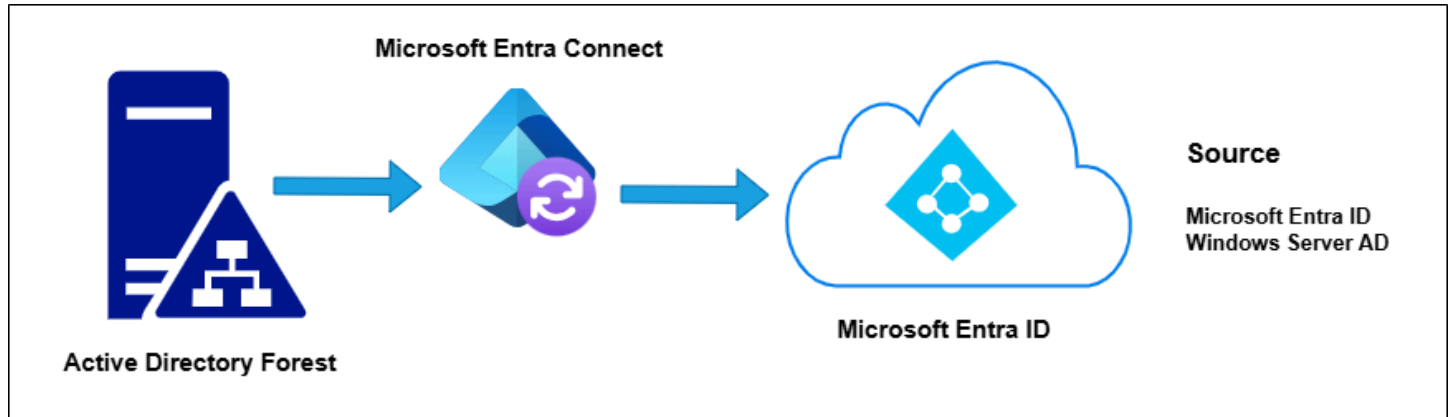 Microsoft Entra Connect
Source
Microsoft Entra ID
Windows Server AD
Microsoft Entra ID
Active Directory Forest